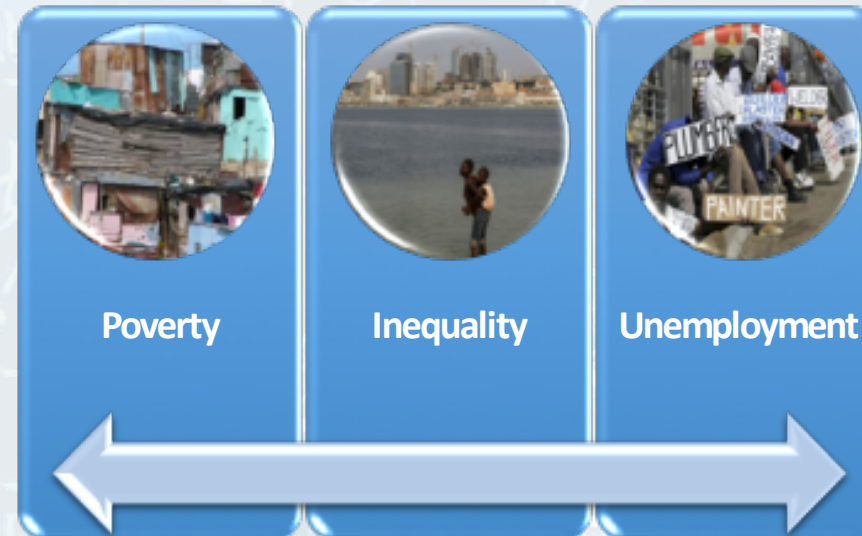 Poverty
Inequality
Unemployment
PLUMBER
PAINTER